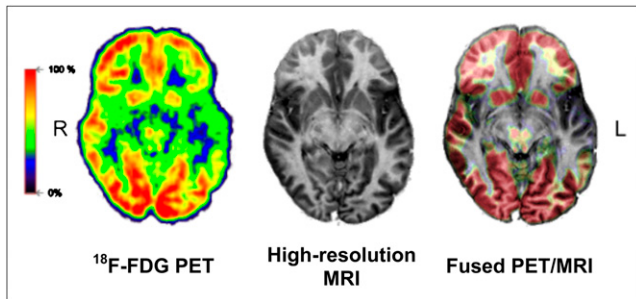 100 %
R
L
0%
¹⁸F-FDG PET
High-resolution
MRI
Fused PET/MRI